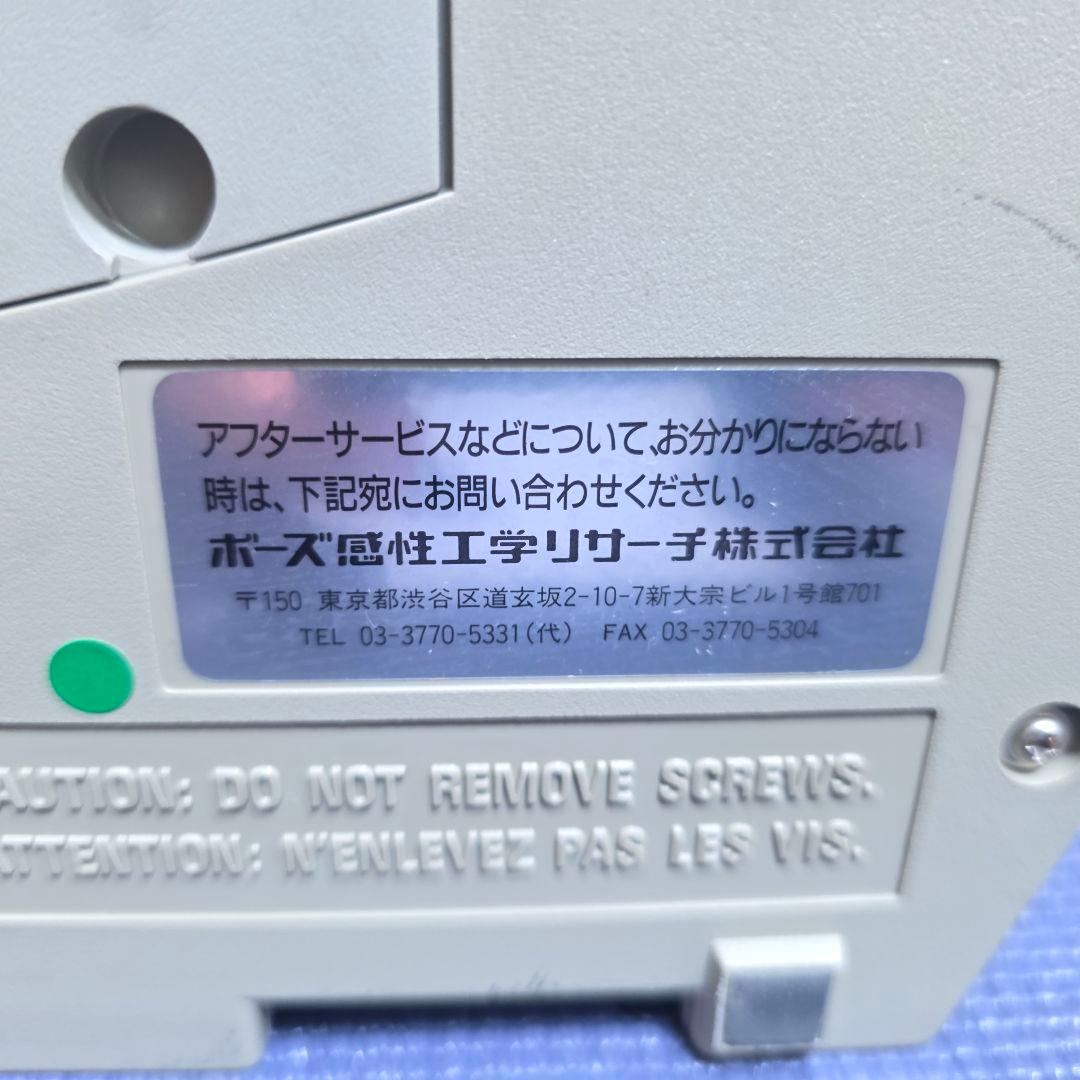 アフターサービスなどについて、お分かりにならない
時は、下記宛にお問い合わせください。
ボーズ感性工学リサーチ株式会社
〒150 東京都渋谷区道玄坂2-10-7新大宗ビル1号館701
TEL 03-3770-5331(代) FAX 03-3770-5304
AUTION: DO NOT REMOVE SCREWS.
ATTENTION: N'ENLEVEZ PAS LES VIS.